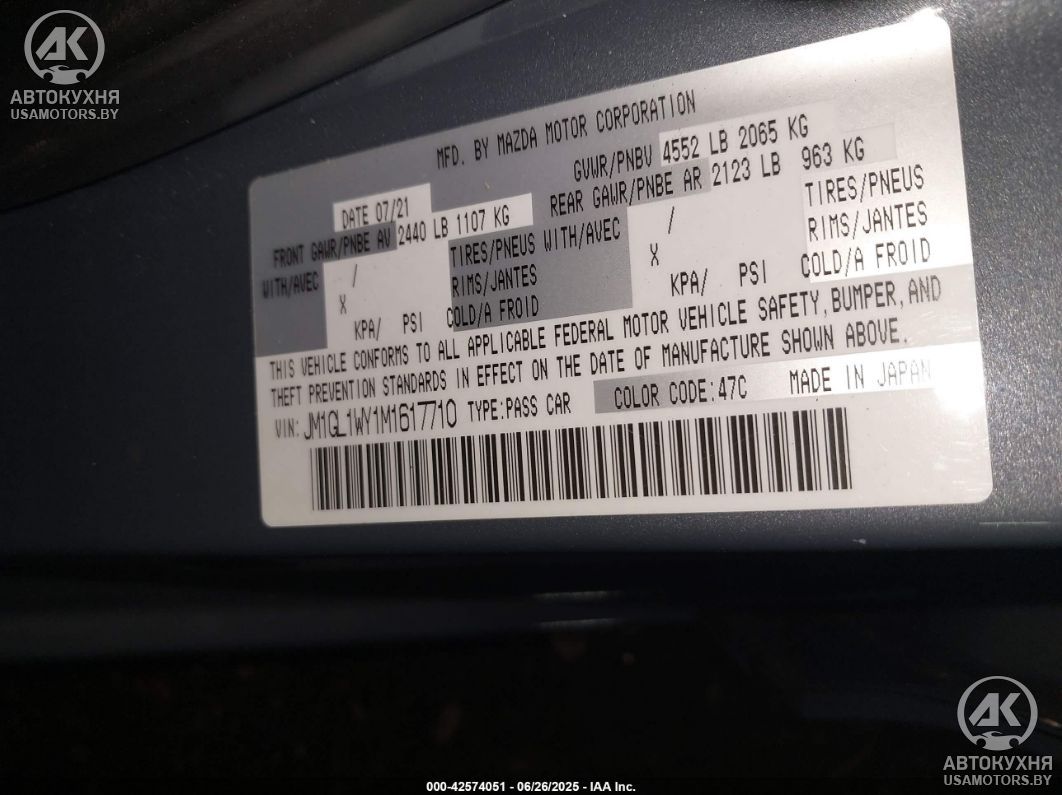 AK
АВТОКУХНЯ
USAMOTORS.BY
MFD. BY MAZDA MOTOR CORPORATION
DATE 07/21 GVWR/PNBV 4552 LB 2065 KG
FRONT GAWR/PNBE AV 2440 LB 1107 KG REAR GAWR/PNBE AR 2123 LB 963 KG
WITH/AVEC / TIRES/PNEUS WITH/AVEC / TIRES/PNEUS
X RIMS/JANTES X RIMS/JANTES
KPA/ PSI COLD/A FROID KPA/ PSI COLD/A FROID
THIS VEHICLE CONFORMS TO ALL APPLICABLE FEDERAL MOTOR VEHICLE SAFETY, BUMPER, AND
THEFT PREVENTION STANDARDS IN EFFECT ON THE DATE OF MANUFACTURE SHOWN ABOVE.
VIN: JM1GL1WY1M1617710 TYPE:PASS CAR COLOR CODE:47C MADE IN JAPAN
AK
АВТОКУХНЯ
USAMOTORS.BY
000-42574051 - 06/26/2025 - IAA Inc.